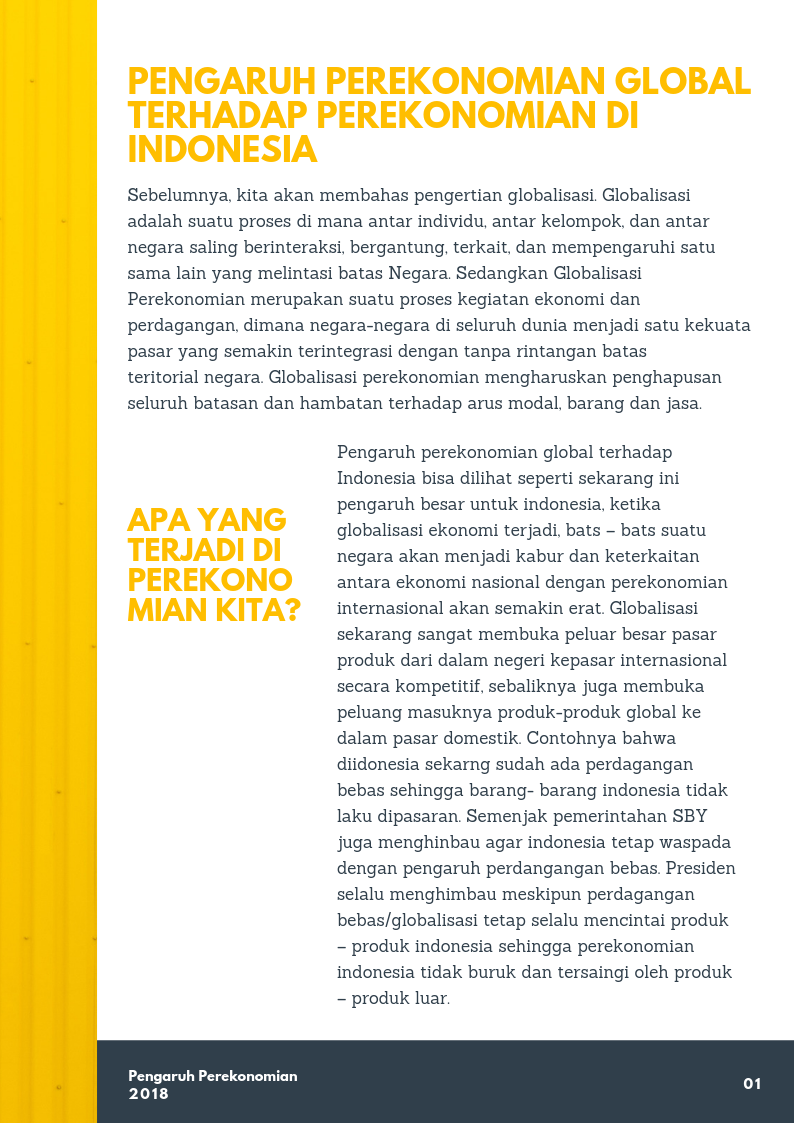 PENGARUH PEREKONOMIAN GLOBAL
TERHADAP PEREKONOMIAN DI
INDONESIA
Sebelumnya, kita akan membahas pengertian globalisasi. Globalisasi
adalah suatu proses di mana antar individu, antar kelompok, dan antar
negara saling berinteraksi, bergantung, terkait, dan mempengaruhi satu
sama lain yang melintasi batas Negara. Sedangkan Globalisasi
Perekonomian merupakan suatu proses kegiatan ekonomi dan
perdagangan, dimana negara-negara di seluruh dunia menjadi satu kekuata
pasar yang semakin terintegrasi dengan tanpa rintangan batas
teritorial negara. Globalisasi perekonomian mengharuskan penghapusan
seluruh batasan dan hambatan terhadap arus modal, barang dan jasa.
APA YANG
TERJADI DI
PEREKONO
MIAN KITA?
Pengaruh perekonomian global terhadap
Indonesia bisa dilihat seperti sekarang ini
pengaruh besar untuk indonesia, ketika
globalisasi ekonomi terjadi, bats – bats suatu
negara akan menjadi kabur dan keterkaitan
antara ekonomi nasional dengan perekonomian
internasional akan semakin erat. Globalisasi
sekarang sangat membuka peluar besar pasar
produk dari dalam negeri kepasar internasional
secara kompetitif, sebaliknya juga membuka
peluang masuknya produk-produk global ke
dalam pasar domestik. Contohnya bahwa
diidonesia sekarng sudah ada perdagangan
bebas sehingga barang- barang indonesia tidak
laku dipasaran. Semenjak pemerintahan SBY
juga menghinbau agar indonesia tetap waspada
dengan pengaruh perdangangan bebas. Presiden
selalu menghimbau meskipun perdagangan
bebas/globalisasi tetap selalu mencintai produk
– produk indonesia sehingga perekonomian
indonesia tidak buruk dan tersaingi oleh produk
– produk luar.
Pengaruh Perekonomian
2018
01